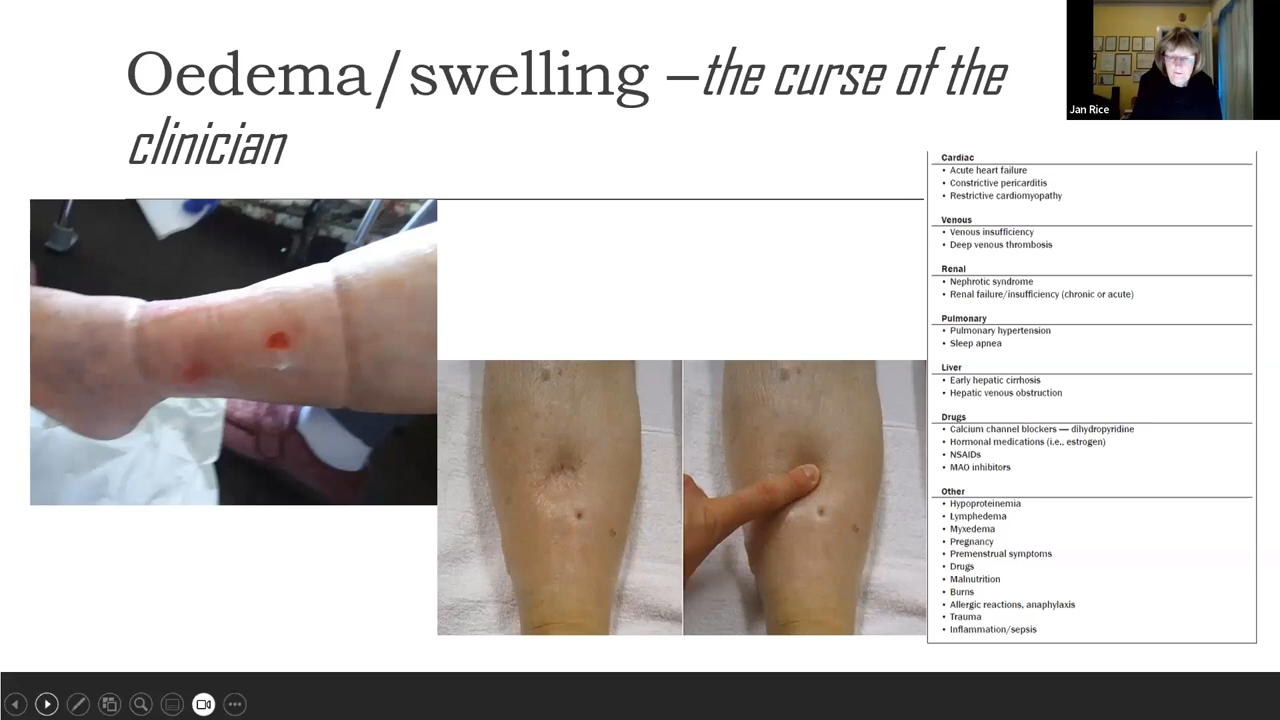 Oedema/swelling –the curse of the
clinician
Jan Rice
Cardiac
• Acute heart failure
• Constrictive pericarditis
• Restrictive cardiomyopathy
Venous
• Venous insufficiency
• Deep venous thrombosis
Renal
• Nephrotic syndrome
• Renal failure/insufficiency (chronic or acute)
Pulmonary
• Pulmonary hypertension
• Sleep apnea
Liver
• Early hepatic cirrhosis
• Hepatic venous obstruction
Drugs
• Calcium channel blockers — dihydropyridine
• Hormonal medications (i.e., estrogen)
• NSAIDs
• MAO inhibitors
Other
• Hypoproteinemia
• Lymphedema
• Myxedema
• Pregnancy
• Premenstrual symptoms
• Drugs
• Malnutrition
• Burns
• Allergic reactions, anaphylaxis
• Trauma
• Inflammation/sepsis